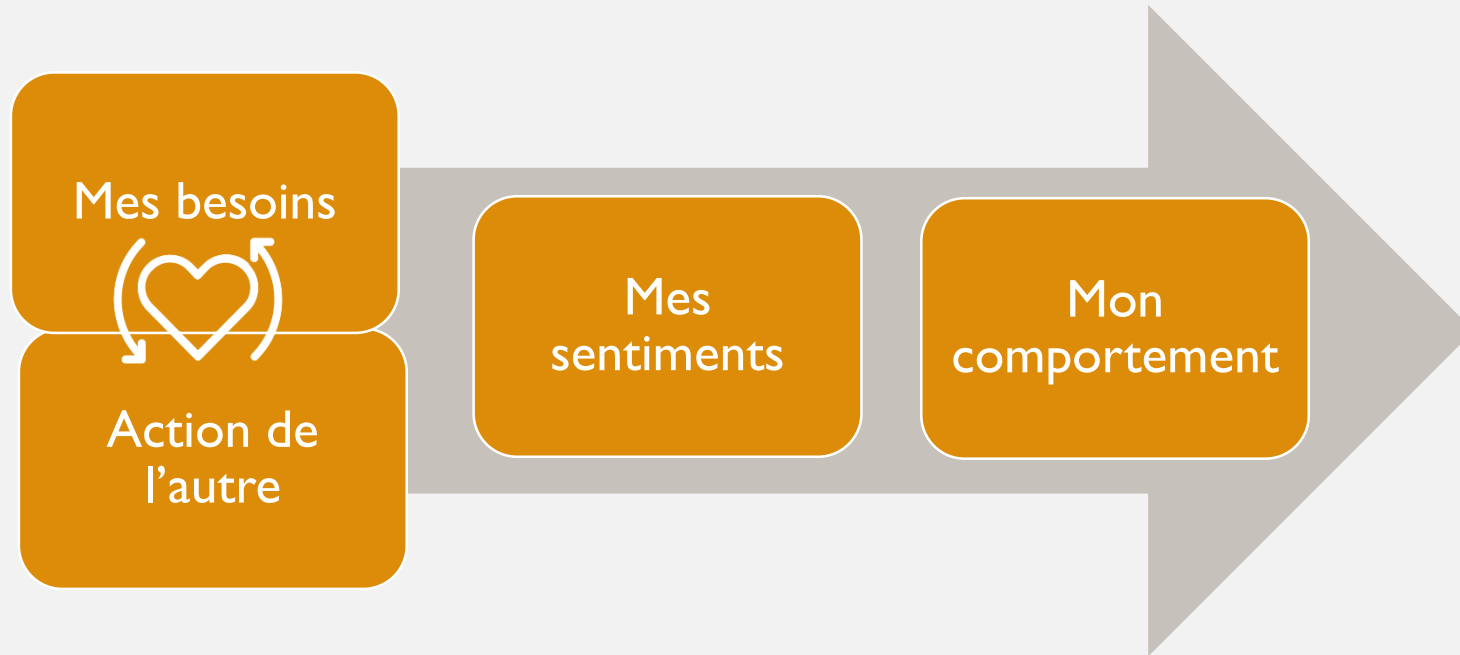 Mes besoins
Action de
l’autre
Mes
sentiments
Mon
comportement